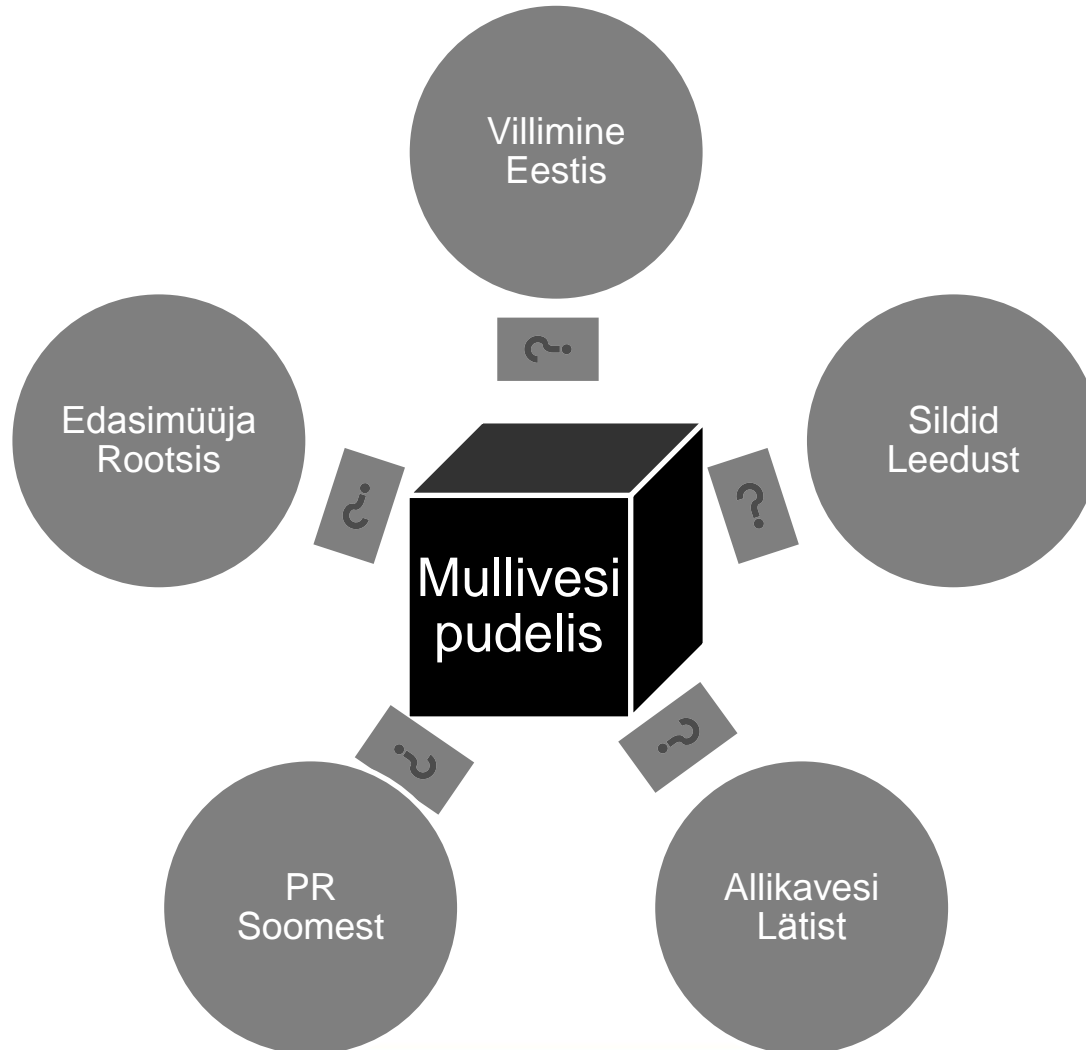 Villimine
Eestis
?
Edasimüüja
Rootsis
Sildid
Leedust
?
?
Mullivesi
pudelis
?
?
PR
Soomest
Allikavesi
Lätist